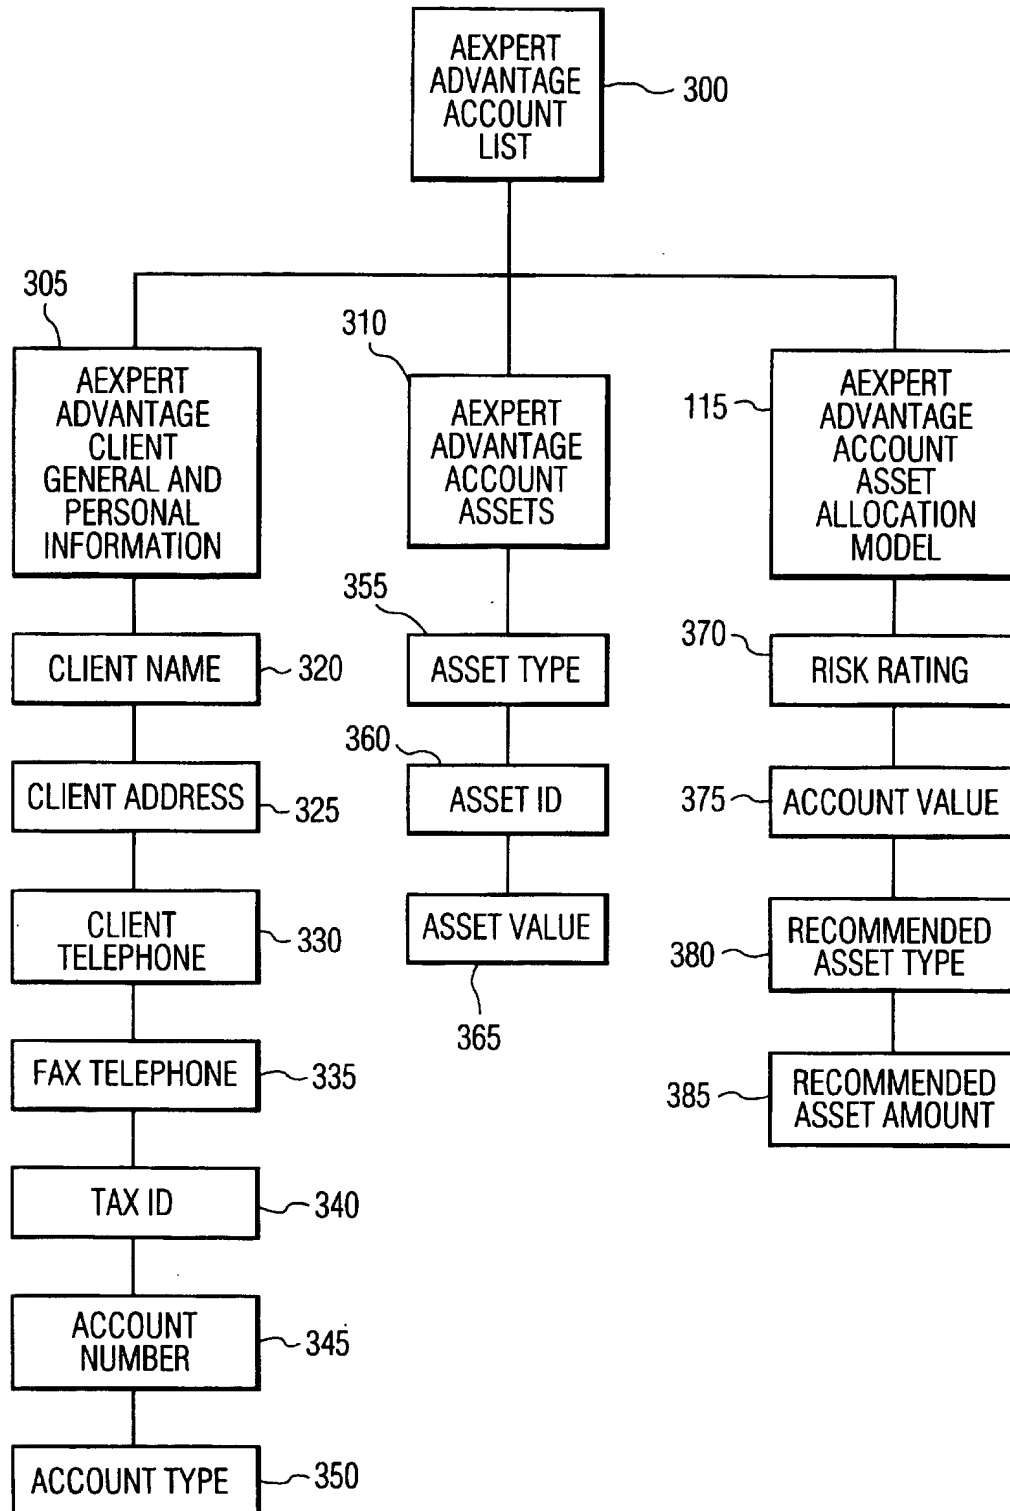 AEXPERT
ADVANTAGE
ACCOUNT
LIST
300
305
AEXPERT
ADVANTAGE
CLIENT
GENERAL AND
PERSONAL
INFORMATION
CLIENT NAME
320
CLIENT ADDRESS
325
CLIENT
TELEPHONE
330
FAX TELEPHONE
335
TAX ID
340
ACCOUNT
NUMBER
345
ACCOUNT TYPE
350
310
AEXPERT
ADVANTAGE
ACCOUNT
ASSETS
355
ASSET TYPE
360
ASSET ID
ASSET VALUE
365
115
AEXPERT
ADVANTAGE
ACCOUNT
ASSET
ALLOCATION
MODEL
370
RISK RATING
375
ACCOUNT VALUE
380
RECOMMENDED
ASSET TYPE
385
RECOMMENDED
ASSET AMOUNT